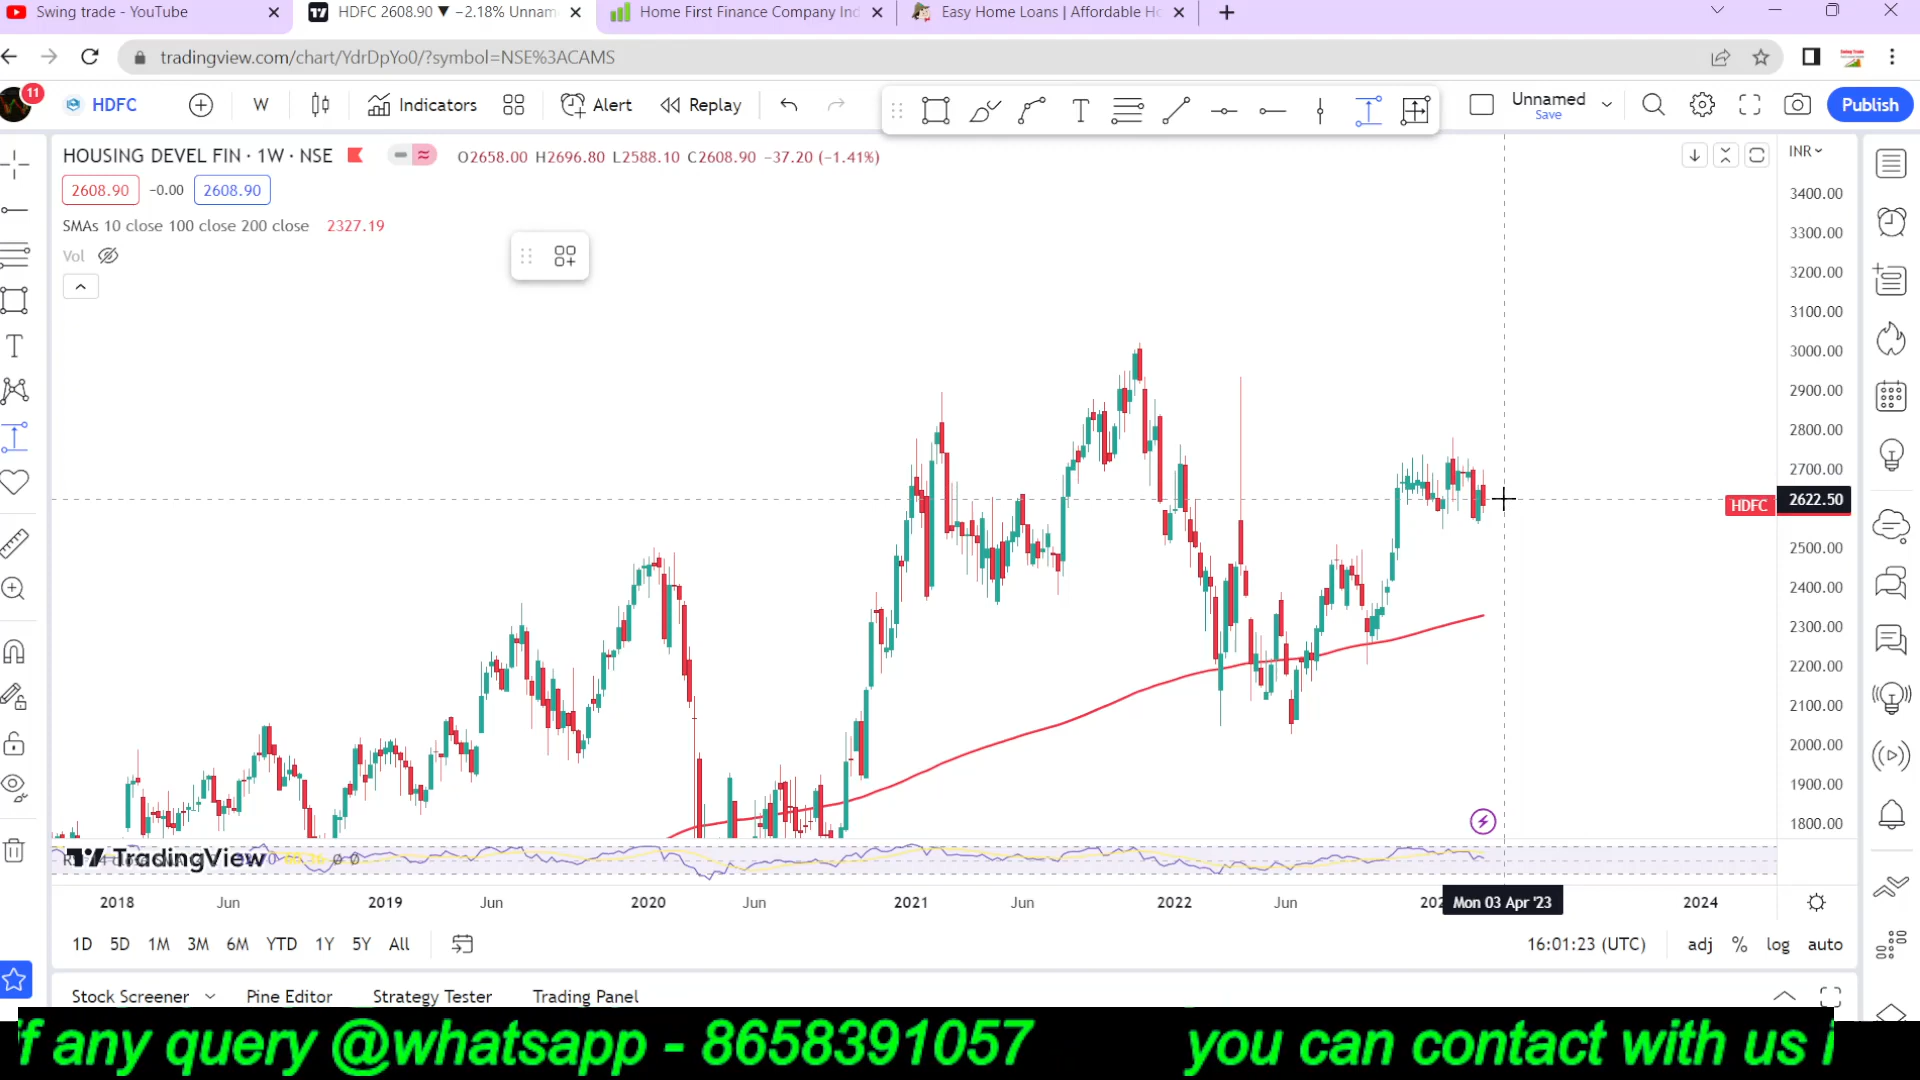 Swing trade - YouTube
HDFC 2608.90 ▼ −2.18% Unnam
Home First Finance Company Ind
Easy Home Loans | Affordable Ho
tradingview.com/chart/YdrDpYo0/?symbol=NSE%3ACAMS
11
HDFC
W
Indicators
Alert
Replay
Unnamed
Save
Publish
HOUSING DEVEL FIN · 1W · NSE
O2658.00 H2696.80 L2588.10 C2608.90 −37.20 (−1.41%)
INR
2608.90
−0.00
2608.90
SMAs 10 close 100 close 200 close 2327.19
Vol
3400.00
3300.00
3200.00
3100.00
3000.00
2900.00
2800.00
2700.00
HDFC
2622.50
2500.00
2400.00
2300.00
2200.00
2100.00
2000.00
1900.00
1800.00
TradingView
2018
Jun
2019
Jun
2020
Jun
2021
Jun
2022
Jun
Mon 03 Apr '23
2024
1D
5D
1M
3M
6M
YTD
1Y
5Y
All
16:01:23 (UTC)
adj
%
log
auto
Stock Screener
Pine Editor
Strategy Tester
Trading Panel
if any query @whatsapp - 8658391057
you can contact with us i